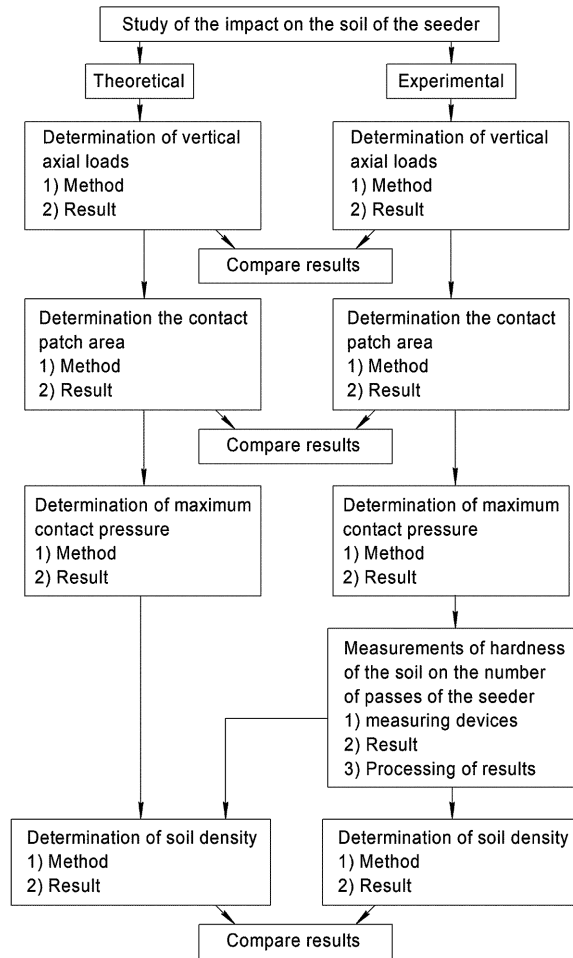 Study of the impact on the soil of the seeder
Theoretical
Experimental
Determination of vertical
axial loads
1) Method
2) Result
Determination of vertical
axial loads
1) Method
2) Result
Compare results
Determination the contact
patch area
1) Method
2) Result
Determination the contact
patch area
1) Method
2) Result
Compare results
Determination of maximum
contact pressure
1) Method
2) Result
Determination of maximum
contact pressure
1) Method
2) Result
Measurements of hardness
of the soil on the number
of passes of the seeder
1) measuring devices
2) Result
3) Processing of results
Determination of soil density
1) Method
2) Result
Determination of soil density
1) Method
2) Result
Compare results